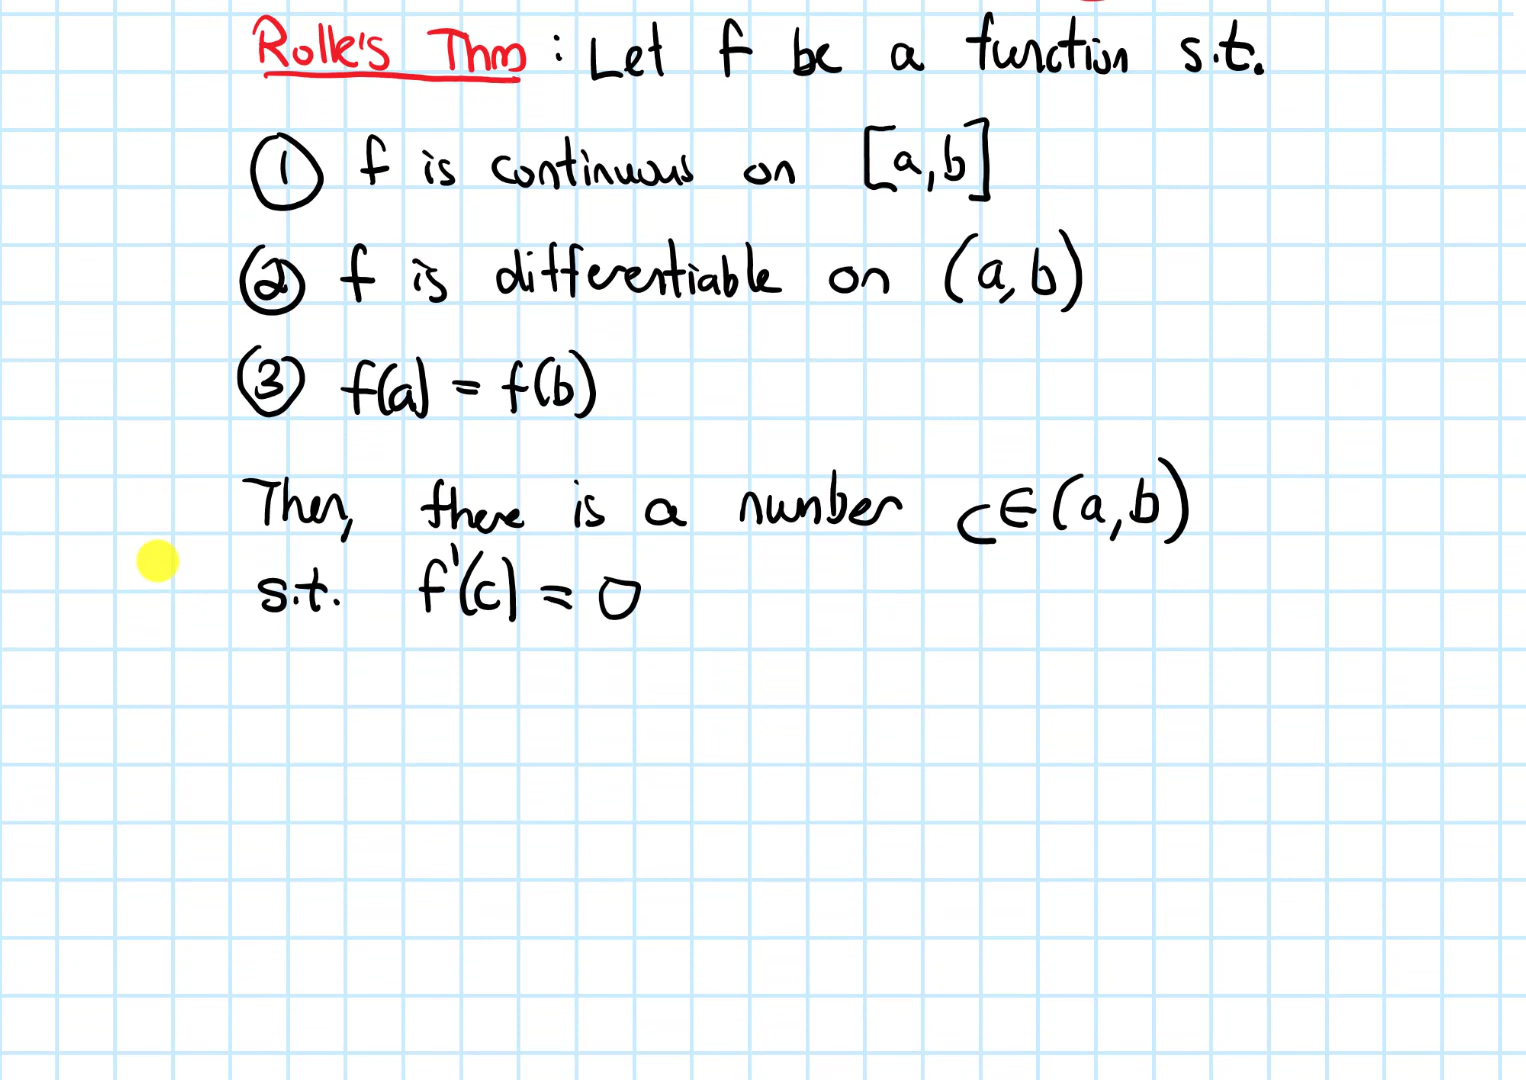 Rolle's Thm : Let f be a function s.t.
① f is continuous on [a,b]
② f is differentiable on (a,b)
③ f(a) = f(b)
Then, there is a number c∈(a,b)
s.t. f'(c) = 0